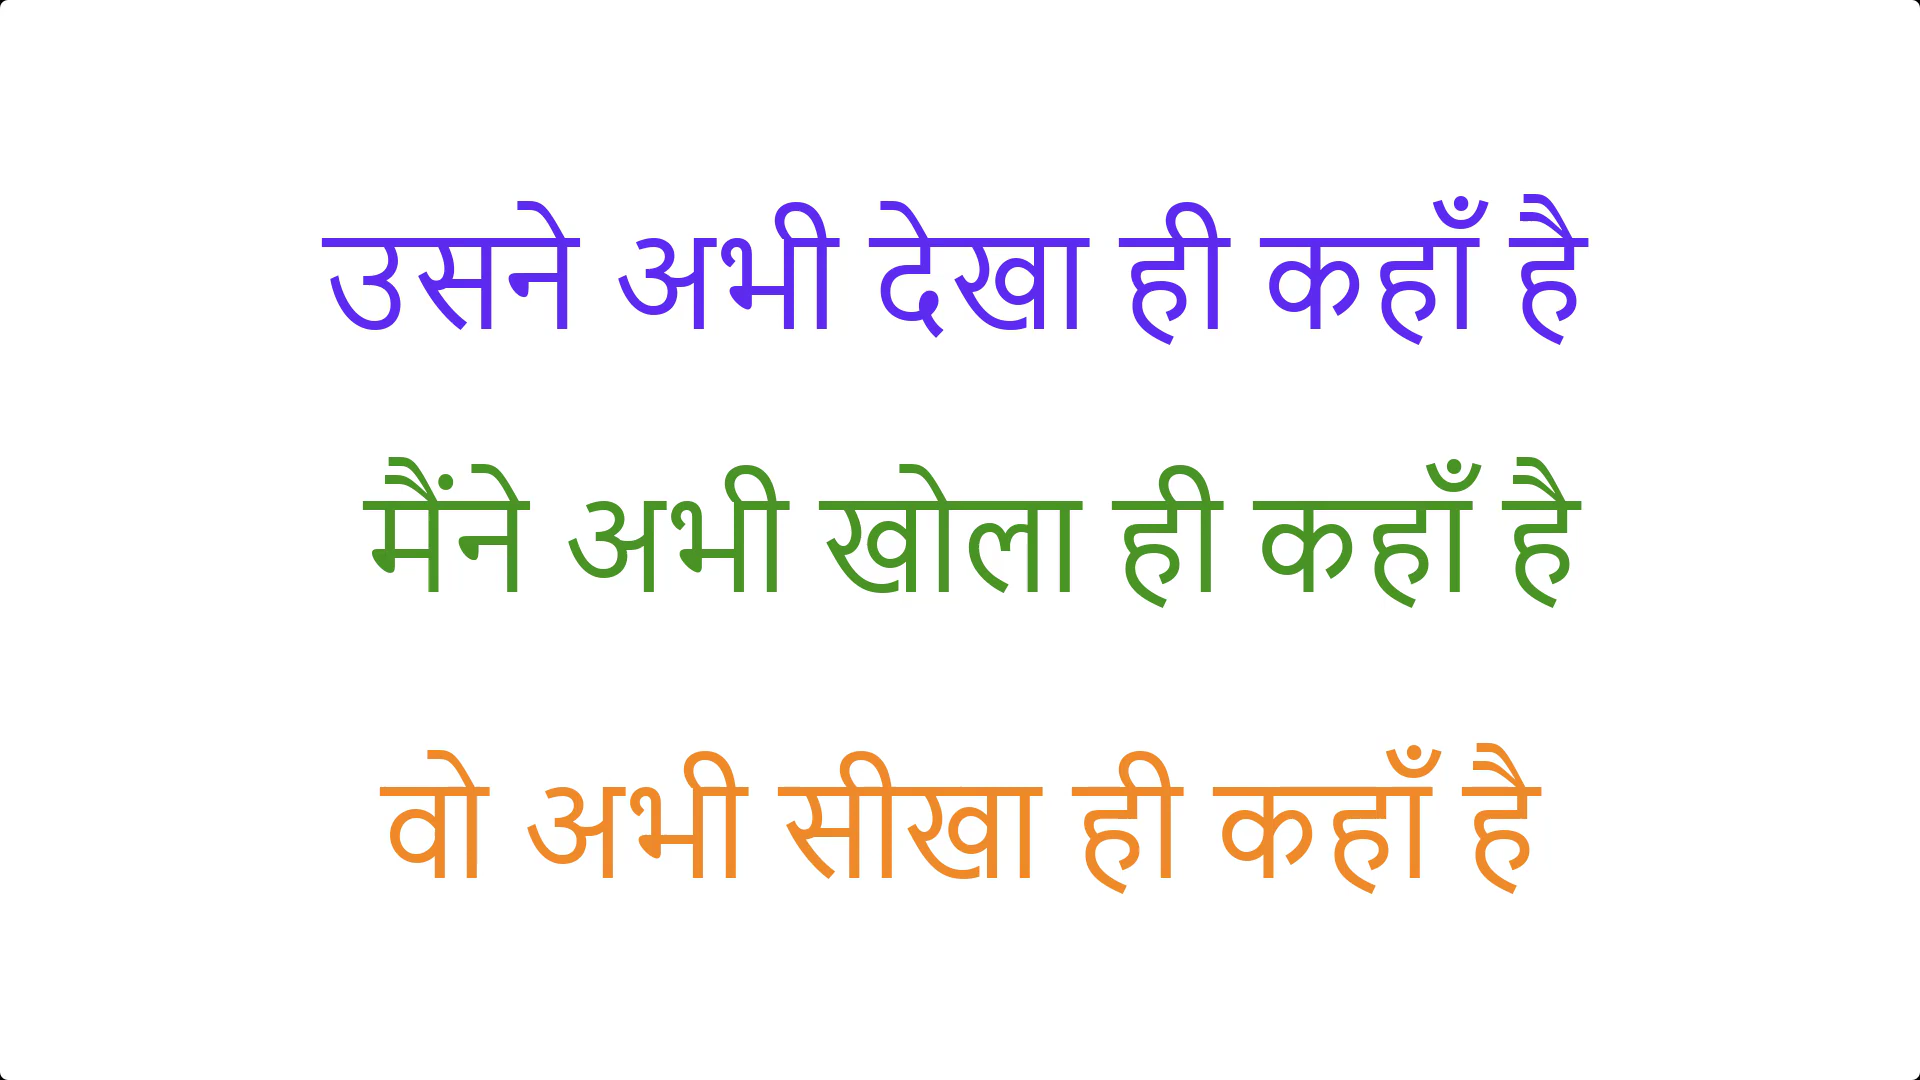 उसने अभी देखा ही कहाँ है
मैंने अभी खोला ही कहाँ है
वो अभी सीखा ही कहाँ है